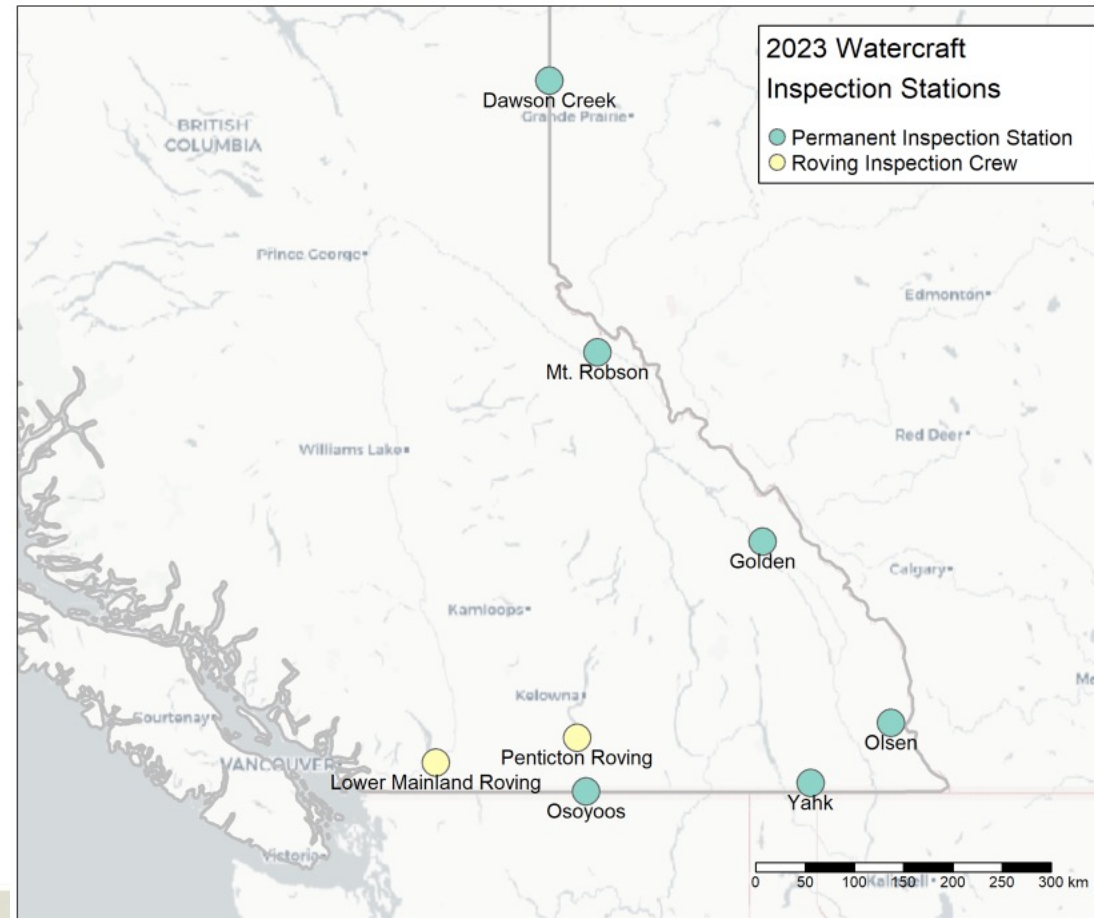 2023 Watercraft
Inspection Stations
Permanent Inspection Station
Roving Inspection Crew
Dawson Creek
Grande Prairie
BRITISH
COLUMBIA
Prince George
Edmonton
Mt. Robson
Red Deer
Williams Lake
Golden
Calgary
Kamloops
Me
Kelowna
Courtenay
Olsen
Penticton Roving
VANCOUVER
Lower Mainland Roving
Yahk
Osoyoos
Victoria
0 50 100 150 200 250 300 km